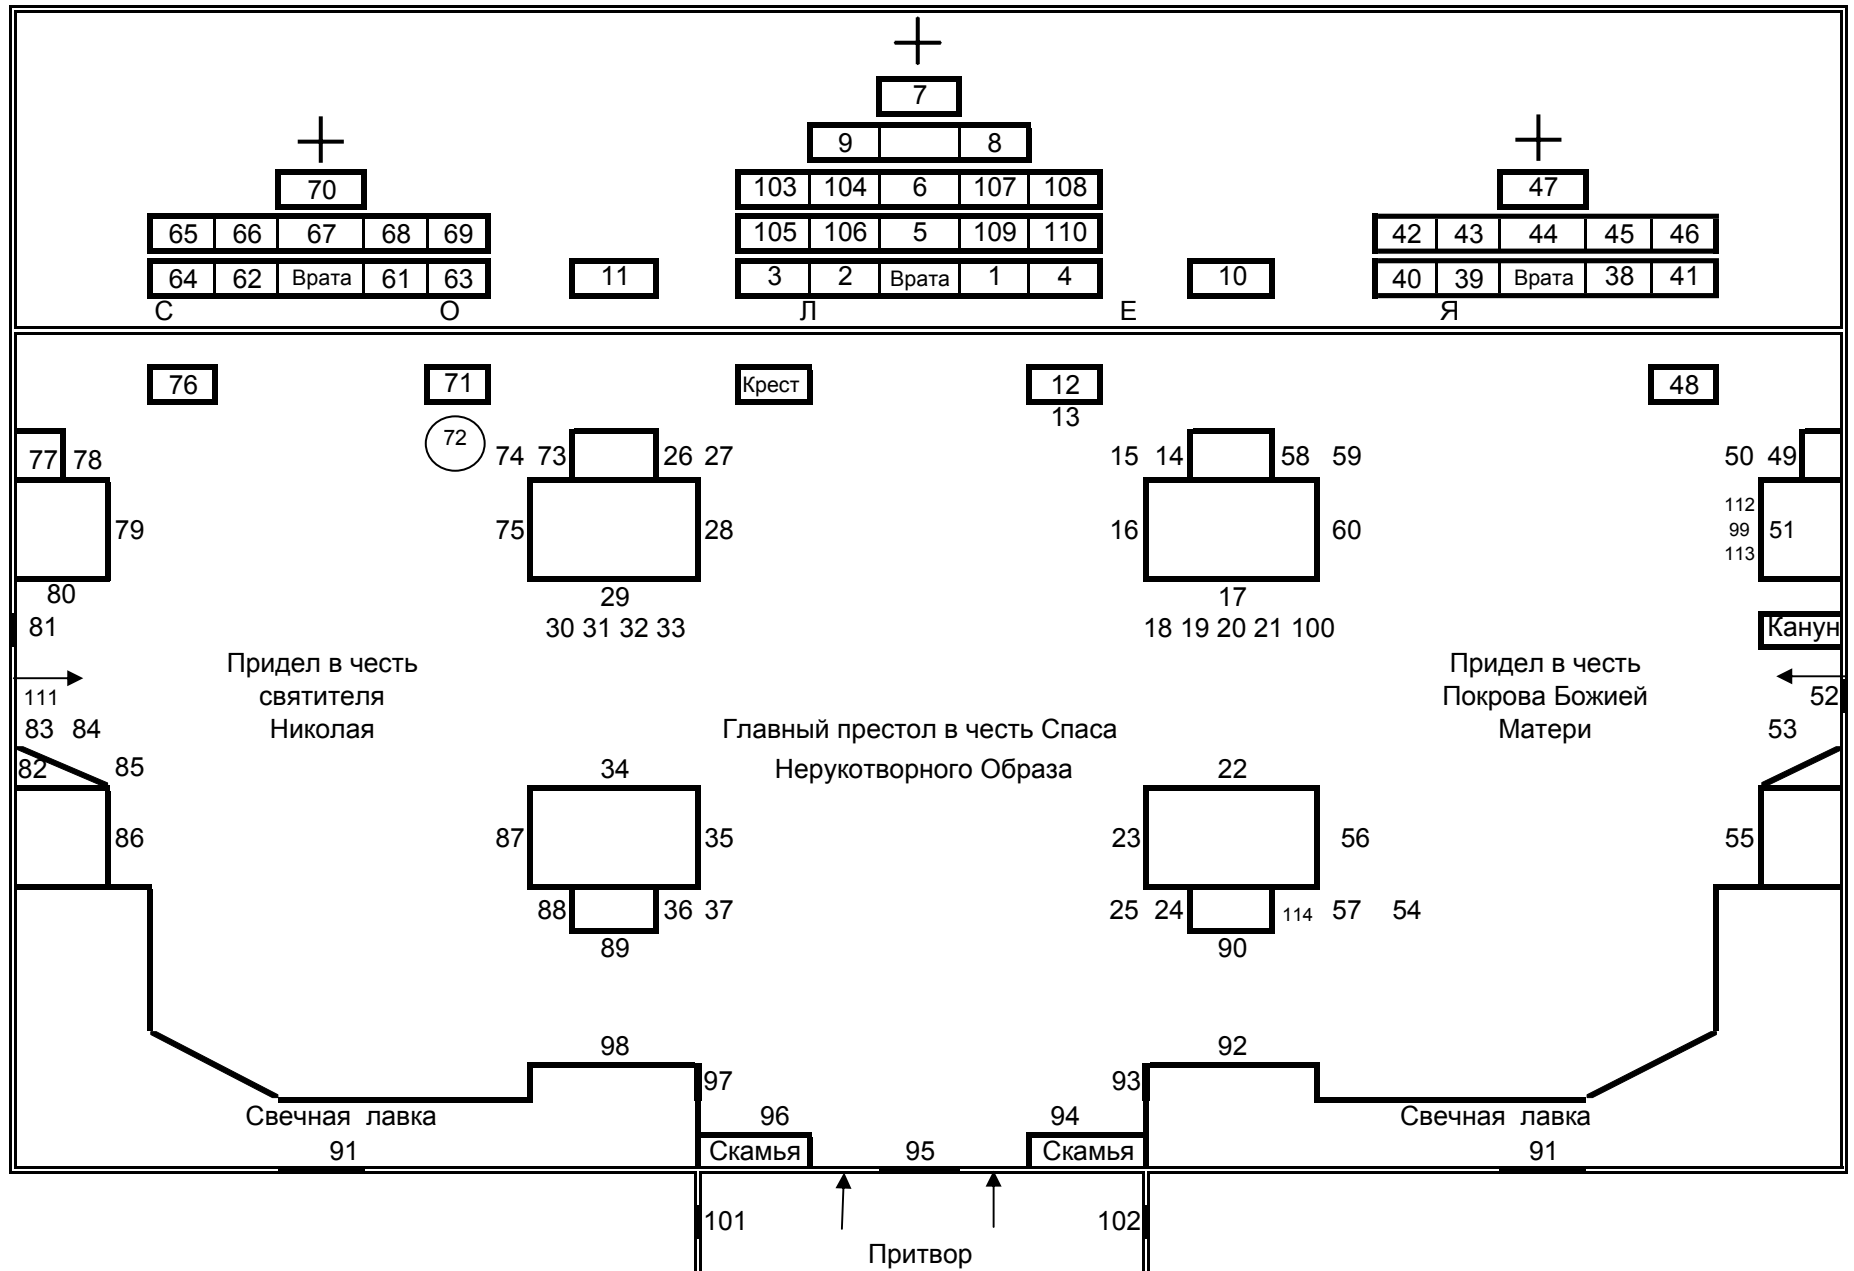 7
9 8
70 103 104 6 107 108 47
65 66 67 68 69 105 106 5 109 110 42 43 44 45 46
64 62 Врата 61 63 11 3 2 Врата 1 4 10 40 39 Врата 38 41
С О Л Е Я
76 71 Крест 12 48
13
72
77 78 74 73 26 27 15 14 58 59 50 49
112
79 75 28 16 60 99 51
113
80 29 17
81 30 31 32 33 18 19 20 21 100 Канун
Придел в честь
святителя
Николая
Придел в честь
Покрова Божией
Матери
111 52
83 84 53
Главный престол в честь Спаса
Нерукотворного Образа
82 85 34 22
86 87 35 23 56 55
88 36 37 25 24 114 57 54
89 90
98 92
97 93
Свечная лавка 96 94 Свечная лавка
91 Скамья 95 Скамья 91
101 102
Притвор